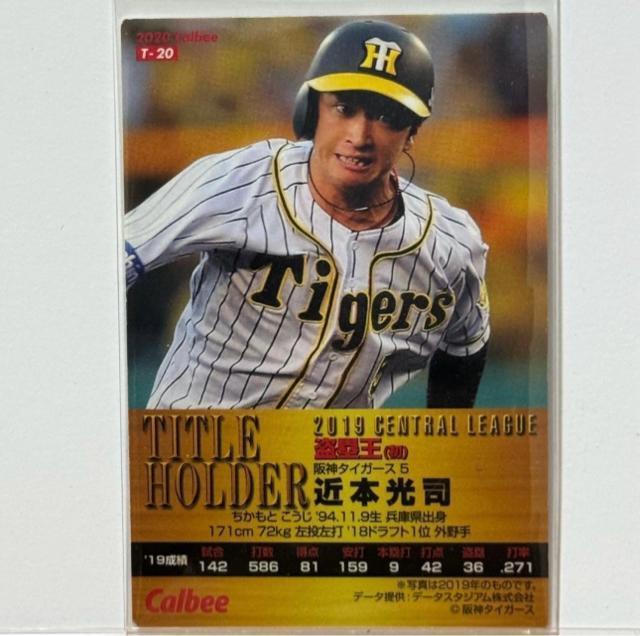 2020 Calbee
T-20
TH
Tigers
TITLE
HOLDER
2019 CENTRAL LEAGUE
盗塁王(初)
阪神タイガース 5
近本光司
ちかもと こうじ '94.11.9生 兵庫県出身
171cm 72kg 左投左打 '18ドラフト1位 外野手
'19成績 試合 打数 得点 安打 本塁打 打点 盗塁 打率
142 586 81 159 9 42 36 .271
※写真は2019年のものです。
データ提供:データスタジアム株式会社
Calbee
©阪神タイガース